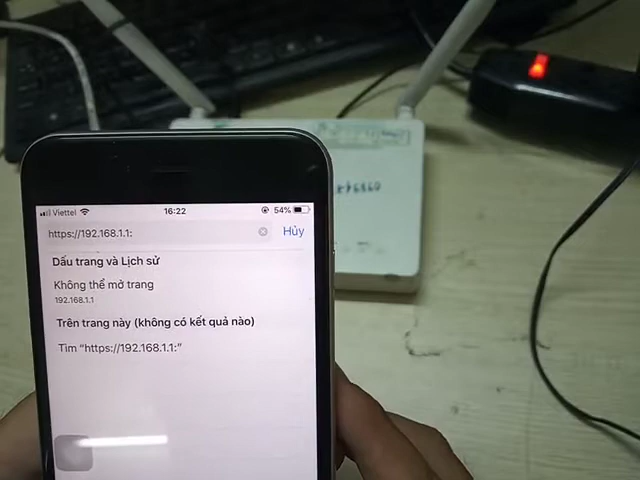 Viettel 16:22 54%
https://192.168.1.1: Hủy
Dấu trang và Lịch sử
Không thể mở trang
192.168.1.1
Trên trang này (không có kết quả nào)
Tìm “https://192.168.1.1:”